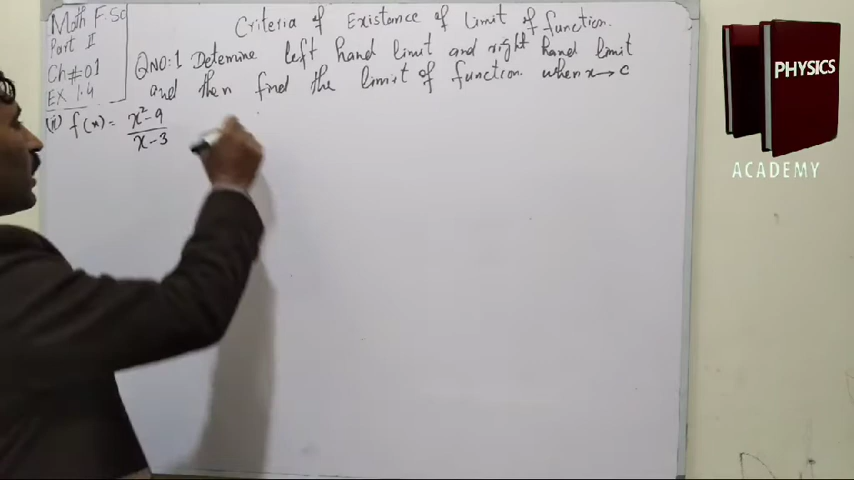 Math F.Sc
Part II
Ch#:01
EX 1.4
Criteria of Existence of Limit of function.
QNO:1 Detemine left hand limit and right hand limit
and then find the limit of function. when x→c
(ii) f(x) = x²-9 / x-3
PHYSICS
ACADEMY